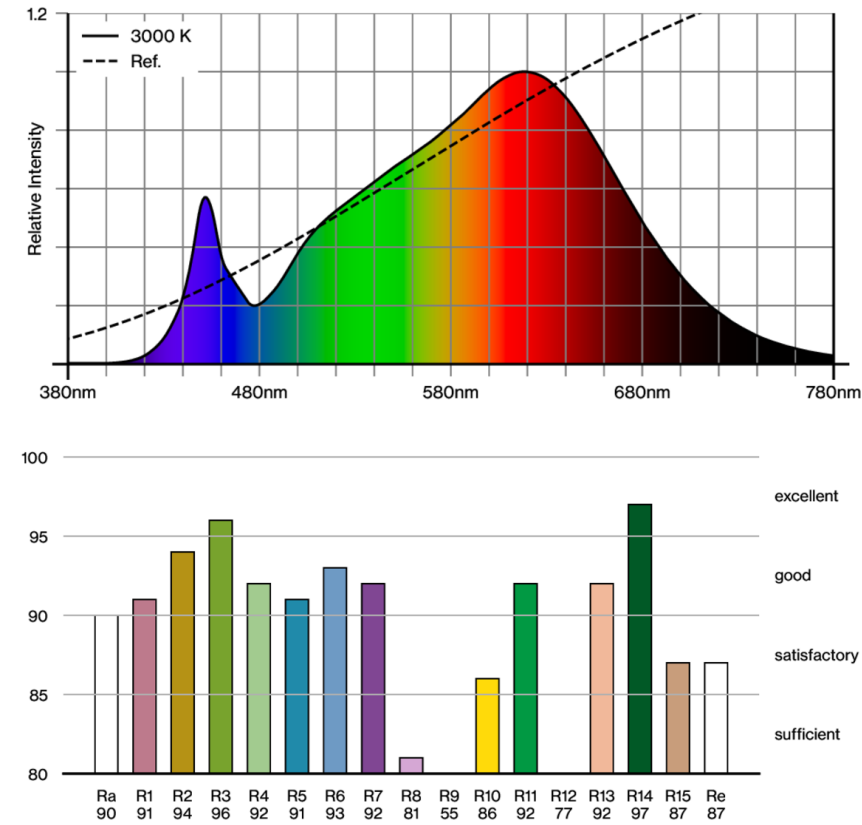 1.2
3000 K
Ref.
Relative Intensity
380nm 480nm 580nm 680nm 780nm
100
excellent
95
good
90
satisfactory
85
sufficient
80
Ra R1 R2 R3 R4 R5 R6 R7 R8 R9 R10 R11 R12 R13 R14 R15 Re
90 91 94 96 92 91 93 92 81 55 86 92 77 92 97 87 87